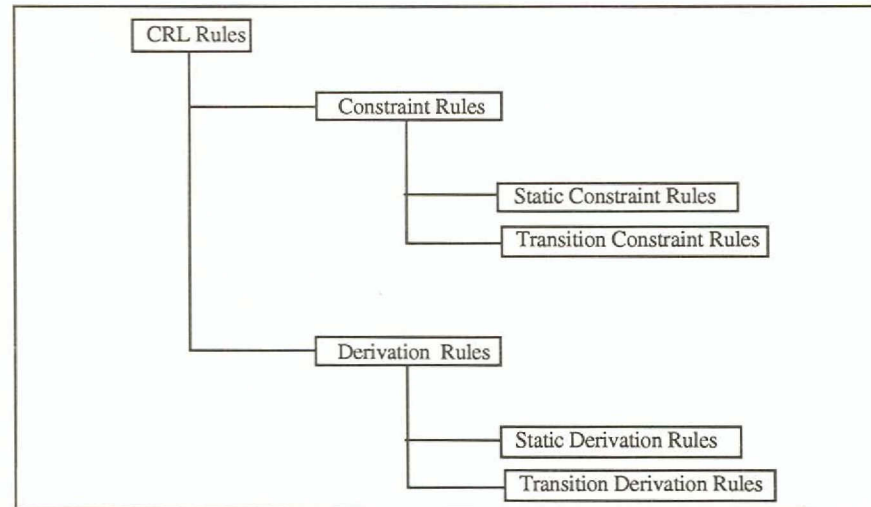 CRL Rules
Constraint Rules
Static Constraint Rules
Transition Constraint Rules
Derivation Rules
Static Derivation Rules
Transition Derivation Rules